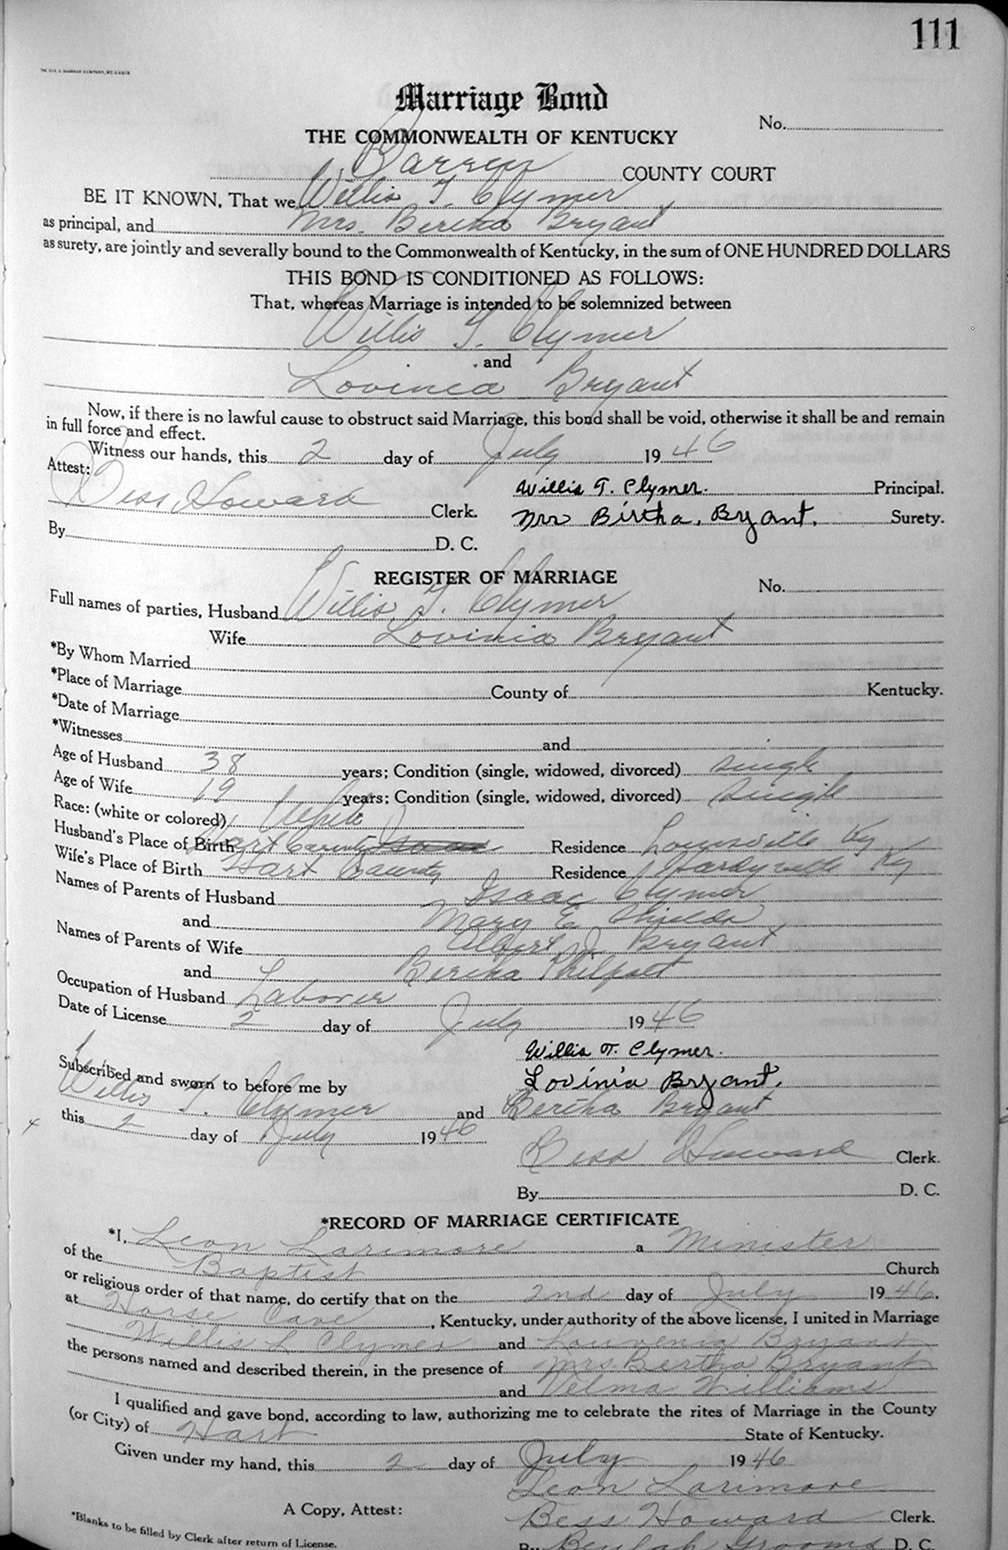 111
Marriage Bond
No.
THE COMMONWEALTH OF KENTUCKY
Barren COUNTY COURT
BE IT KNOWN, That we Willis T. Clymer
as principal, and Mrs. Bertha Bryant
as surety, are jointly and severally bound to the Commonwealth of Kentucky, in the sum of ONE HUNDRED DOLLARS
THIS BOND IS CONDITIONED AS FOLLOWS:
That, whereas Marriage is intended to be solemnized between
Willis T. Clymer
and
Lovinia Bryant
Now, if there is no lawful cause to obstruct said Marriage, this bond shall be void, otherwise it shall be and remain
in full force and effect.
Witness our hands, this 2 day of July 1946
Attest:
Willis T. Clymer. Principal.
Bess Howard Clerk.
Mrs Birtha. Bryant. Surety.
By D. C.
REGISTER OF MARRIAGE
No.
Full names of parties, Husband Willis T. Clymer
Wife Lovinia Bryant
*By Whom Married
*Place of Marriage County of Kentucky.
*Date of Marriage
*Witnesses and
Age of Husband 38 years; Condition (single, widowed, divorced) single
Age of Wife 19 years; Condition (single, widowed, divorced) single
Race: (white or colored) White
Husband's Place of Birth Hart County Residence Louisville Ky
Wife's Place of Birth Hart County Residence Hardyville Ky
Names of Parents of Husband Isaac Clymer
and Mary E Shields
Names of Parents of Wife Albert J. Bryant
and Bertha Philpott
Occupation of Husband Laborer
Date of License 2 day of July 1946
Willis T. Clymer.
Subscribed and sworn to before me by Lovinia Bryant.
Willis T. Clymer and Bertha Bryant
this 2 day of July 1946
Bess Howard Clerk.
By D. C.
*RECORD OF MARRIAGE CERTIFICATE
*I, Leon Larimore a Minister
of the Baptist Church
or religious order of that name, do certify that on the 2nd day of July 1946,
at Horse Cave, Kentucky, under authority of the above license, I united in Marriage
Willis L Clymer and Louvenia Bryant
the persons named and described therein, in the presence of Mrs. Bertha Bryant
and Velma Williams
I qualified and gave bond, according to law, authorizing me to celebrate the rites of Marriage in the County
(or City) of Hart State of Kentucky.
Given under my hand, this 2 day of July 1946
Leon Larimore
A Copy, Attest: Bess Howard Clerk.
*Blanks to be filled by Clerk after return of License.
By Beulah Grooms D. C.